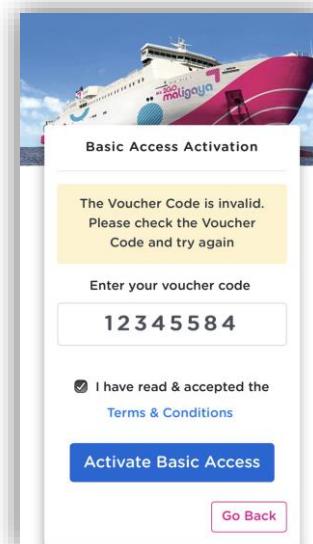 2GO
maligaya
Basic Access Activation
The Voucher Code is invalid.
Please check the Voucher
Code and try again
Enter your voucher code
12345584
I have read & accepted the
Terms & Conditions
Activate Basic Access
Go Back